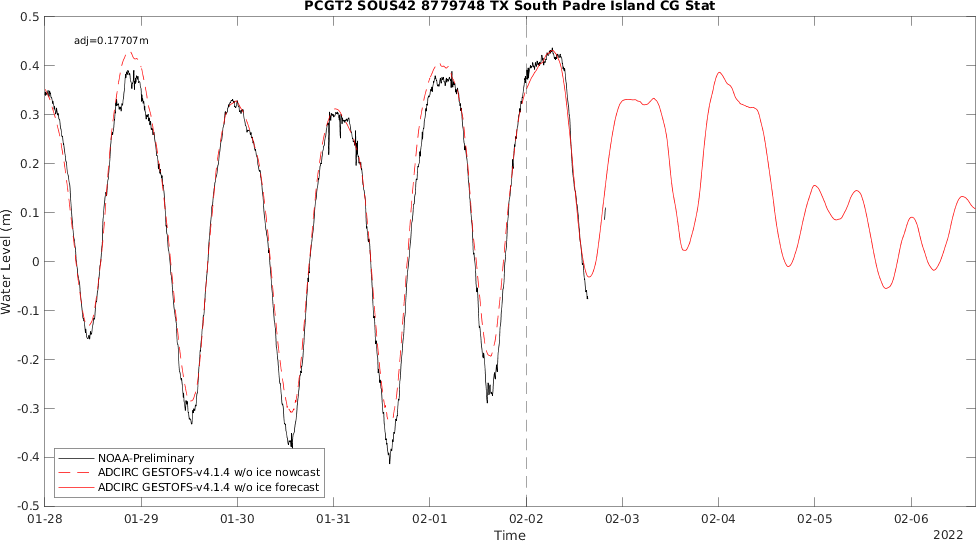 PCGT2 SOUS42 8779748 TX South Padre Island CG Stat
adj=0.17707m
0.5
0.4
0.3
0.2
0.1
0
-0.1
-0.2
-0.3
-0.4
-0.5
Water Level (m)
NOAA-Preliminary
ADCIRC GESTOFS-v4.1.4 w/o ice nowcast
ADCIRC GESTOFS-v4.1.4 w/o ice forecast
01-28 01-29 01-30 01-31 02-01 02-02 02-03 02-04 02-05 02-06
Time
2022